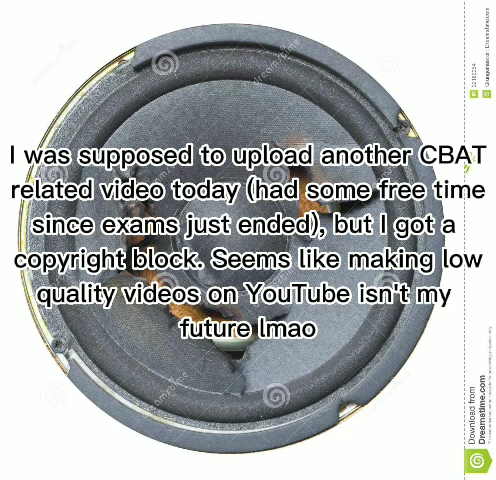 I was supposed to upload another CBAT
related video today (had some free time
since exams just ended), but I got a
copyright block. Seems like making low
quality videos on YouTube isn't my
future lmao
Download from
Dreamstime.com